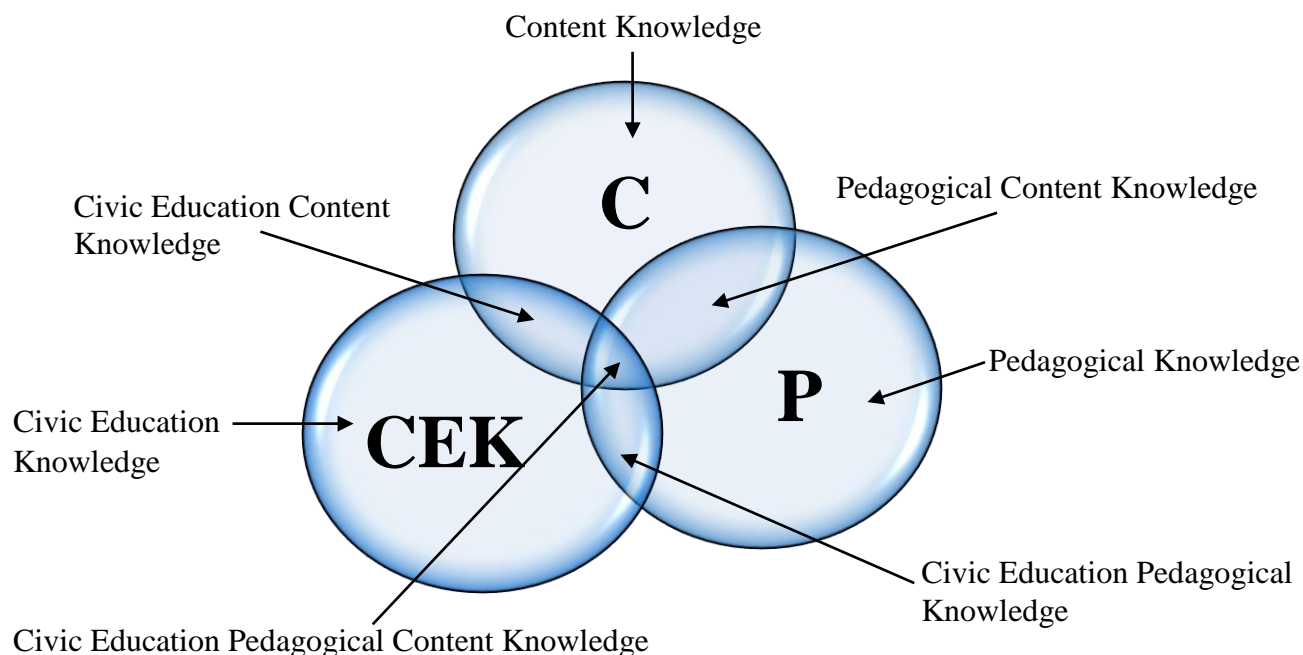 Content Knowledge
C
Pedagogical Content Knowledge
Civic Education Content
Knowledge
Pedagogical Knowledge
P
Civic Education
Knowledge
CEK
Civic Education Pedagogical
Knowledge
Civic Education Pedagogical Content Knowledge